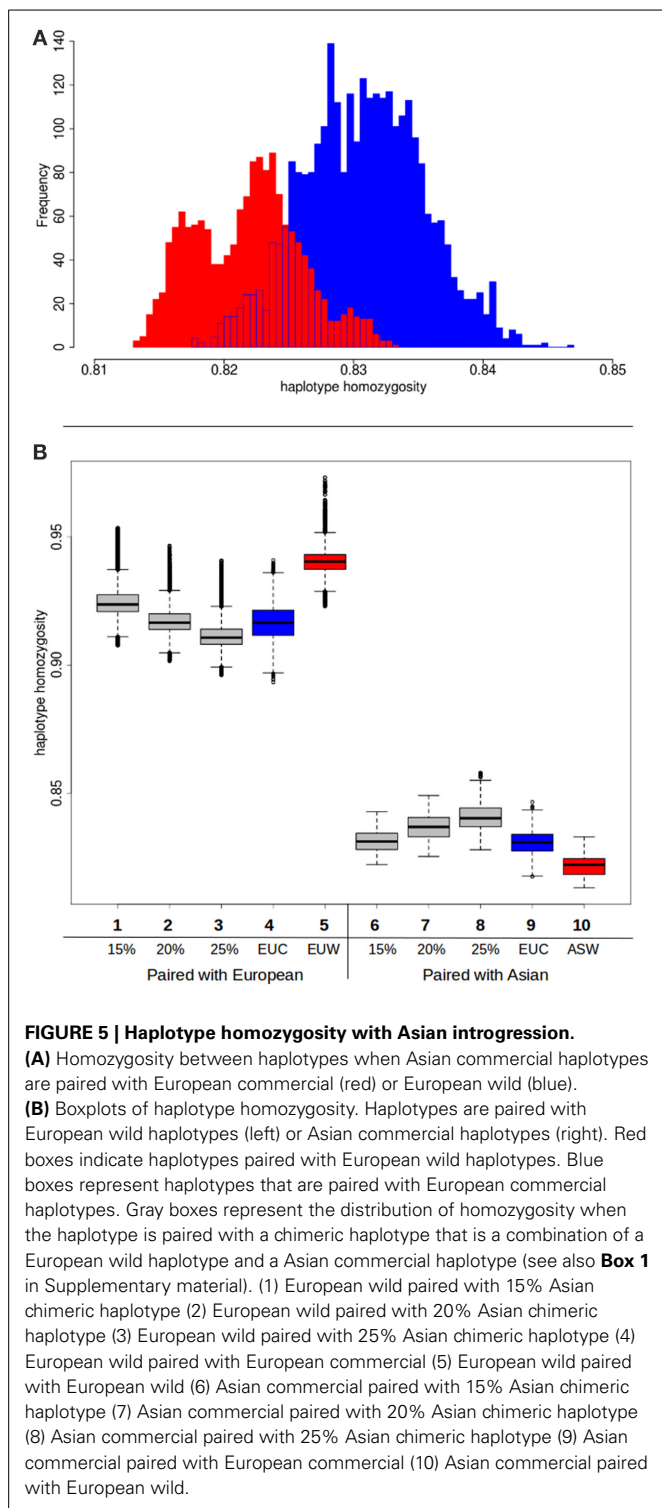 A
Frequency
0 20 40 60 80 100 120 140
0.81 0.82 0.83 0.84 0.85
haplotype homozygosity
B
haplotype homozygosity
0.85 0.90 0.95
1 2 3 4 5 6 7 8 9 10
15% 20% 25% EUC EUW 15% 20% 25% EUC ASW
Paired with European Paired with Asian
FIGURE 5 | Haplotype homozygosity with Asian introgression.
(A) Homozygosity between haplotypes when Asian commercial haplotypes
are paired with European commercial (red) or European wild (blue).
(B) Boxplots of haplotype homozygosity. Haplotypes are paired with
European wild haplotypes (left) or Asian commercial haplotypes (right). Red
boxes indicate haplotypes paired with European wild haplotypes. Blue
boxes represent haplotypes that are paired with European commercial
haplotypes. Gray boxes represent the distribution of homozygosity when
the haplotype is paired with a chimeric haplotype that is a combination of a
European wild haplotype and a Asian commercial haplotype (see also Box 1
in Supplementary material). (1) European wild paired with 15% Asian
chimeric haplotype (2) European wild paired with 20% Asian chimeric
haplotype (3) European wild paired with 25% Asian chimeric haplotype (4)
European wild paired with European commercial (5) European wild paired
with European wild (6) Asian commercial paired with 15% Asian chimeric
haplotype (7) Asian commercial paired with 20% Asian chimeric haplotype
(8) Asian commercial paired with 25% Asian chimeric haplotype (9) Asian
commercial paired with European commercial (10) Asian commercial paired
with European wild.